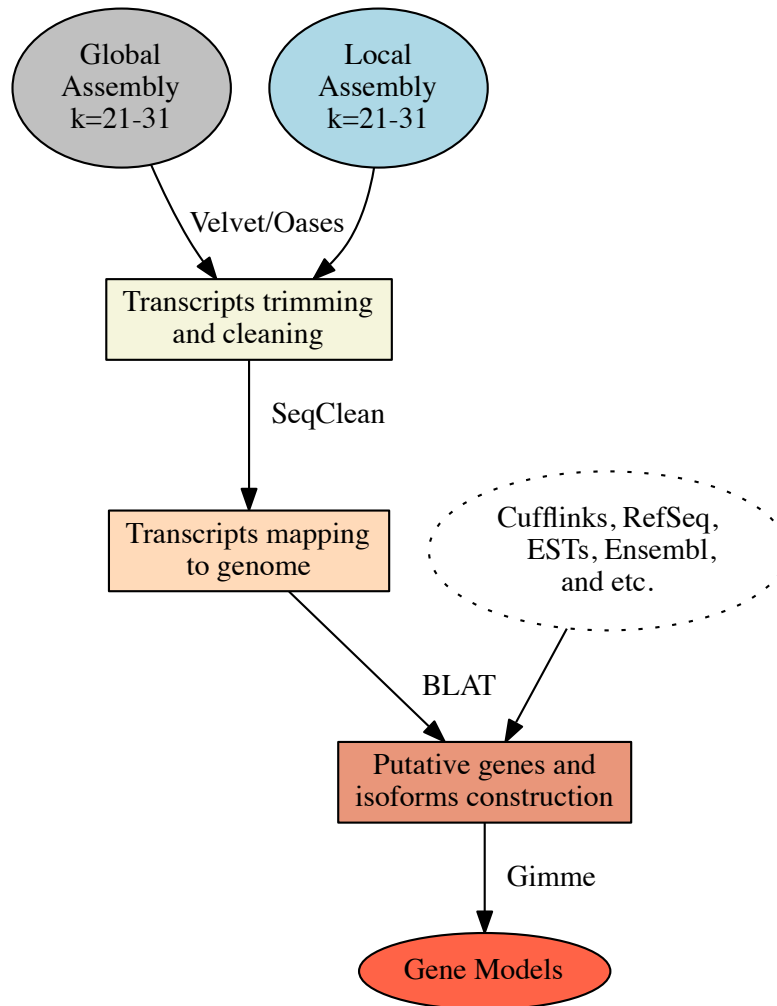 Global
Assembly
k=21-31
Local
Assembly
k=21-31
Velvet/Oases
Transcripts trimming
and cleaning
SeqClean
Transcripts mapping
to genome
Cufflinks, RefSeq,
ESTs, Ensembl,
and etc.
BLAT
Putative genes and
isoforms construction
Gimme
Gene Models